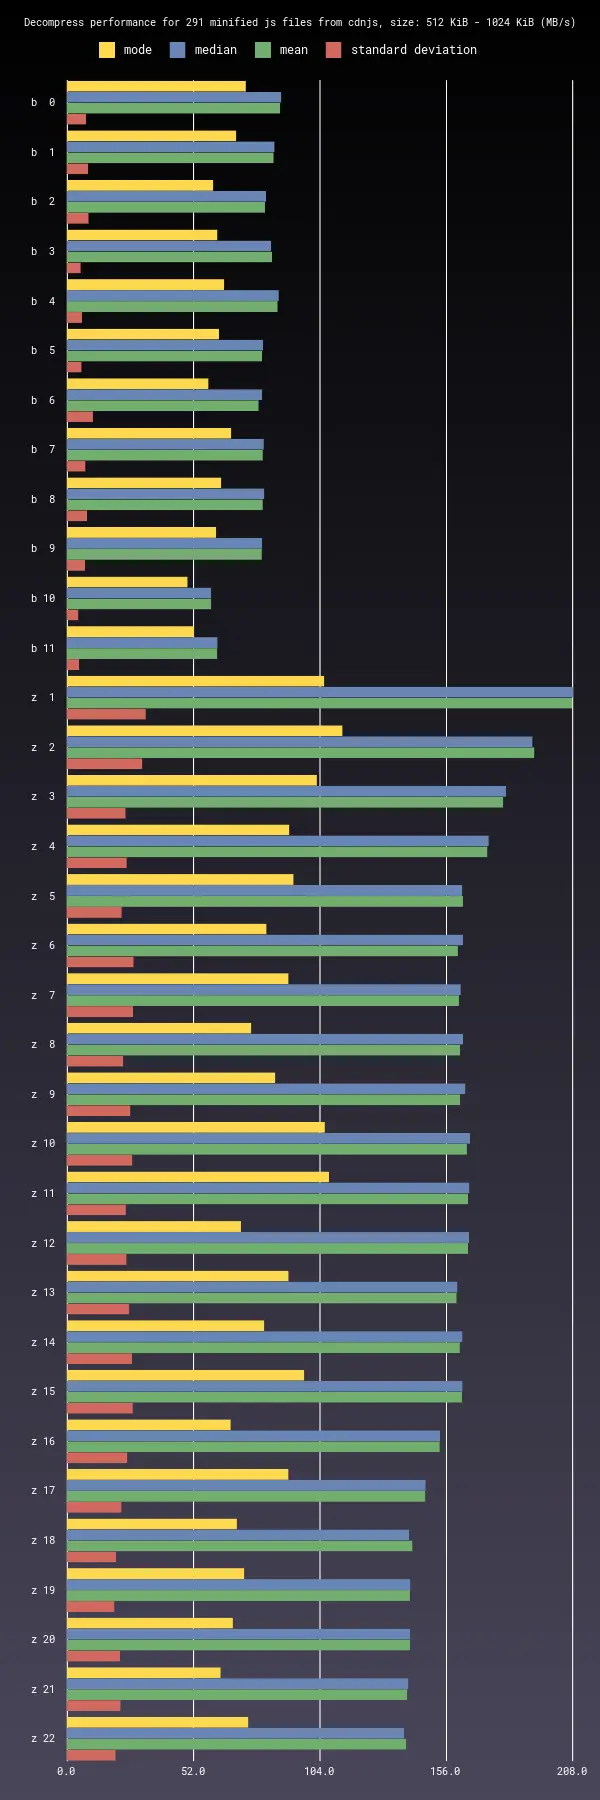 Decompress performance for 291 minified js files from cdnjs, size: 512 KiB - 1024 KiB (MB/s)
mode median mean standard deviation
b 0
b 1
b 2
b 3
b 4
b 5
b 6
b 7
b 8
b 9
b 10
b 11
z 1
z 2
z 3
z 4
z 5
z 6
z 7
z 8
z 9
z 10
z 11
z 12
z 13
z 14
z 15
z 16
z 17
z 18
z 19
z 20
z 21
z 22
0.0 52.0 104.0 156.0 208.0